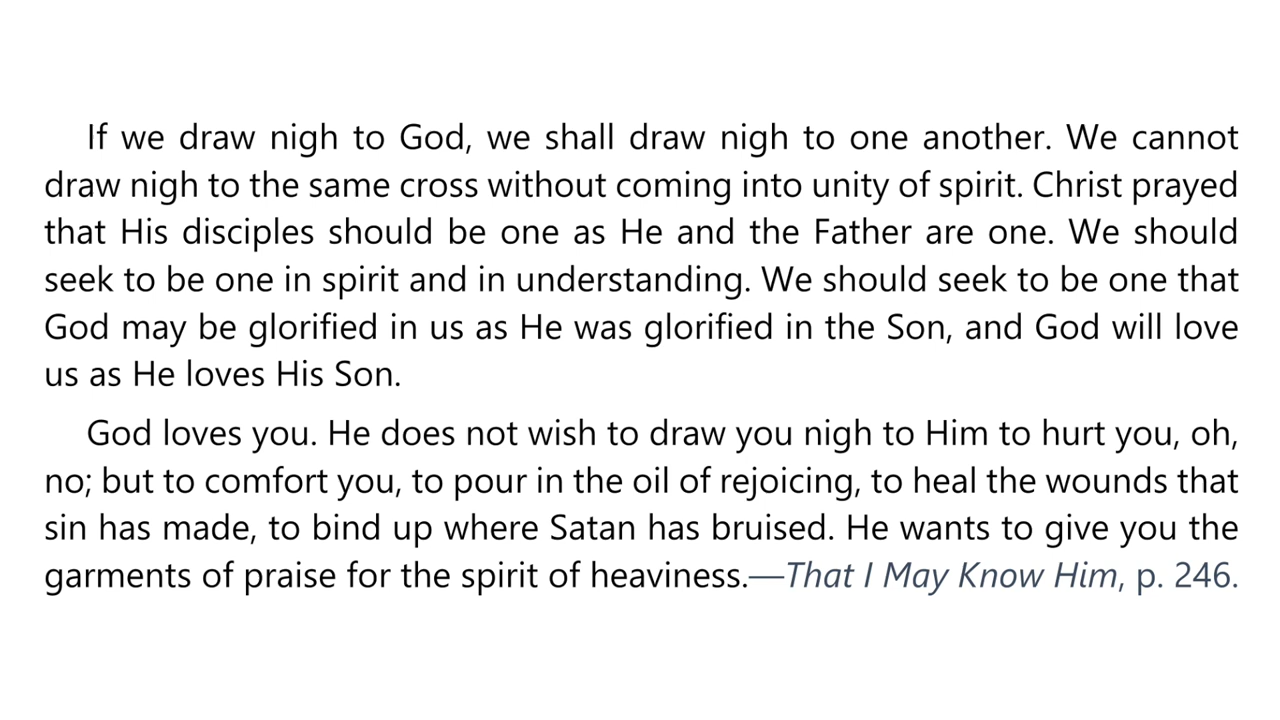 If we draw nigh to God, we shall draw nigh to one another. We cannot
draw nigh to the same cross without coming into unity of spirit. Christ prayed
that His disciples should be one as He and the Father are one. We should
seek to be one in spirit and in understanding. We should seek to be one that
God may be glorified in us as He was glorified in the Son, and God will love
us as He loves His Son.
God loves you. He does not wish to draw you nigh to Him to hurt you, oh,
no; but to comfort you, to pour in the oil of rejoicing, to heal the wounds that
sin has made, to bind up where Satan has bruised. He wants to give you the
garments of praise for the spirit of heaviness.—That I May Know Him, p. 246.